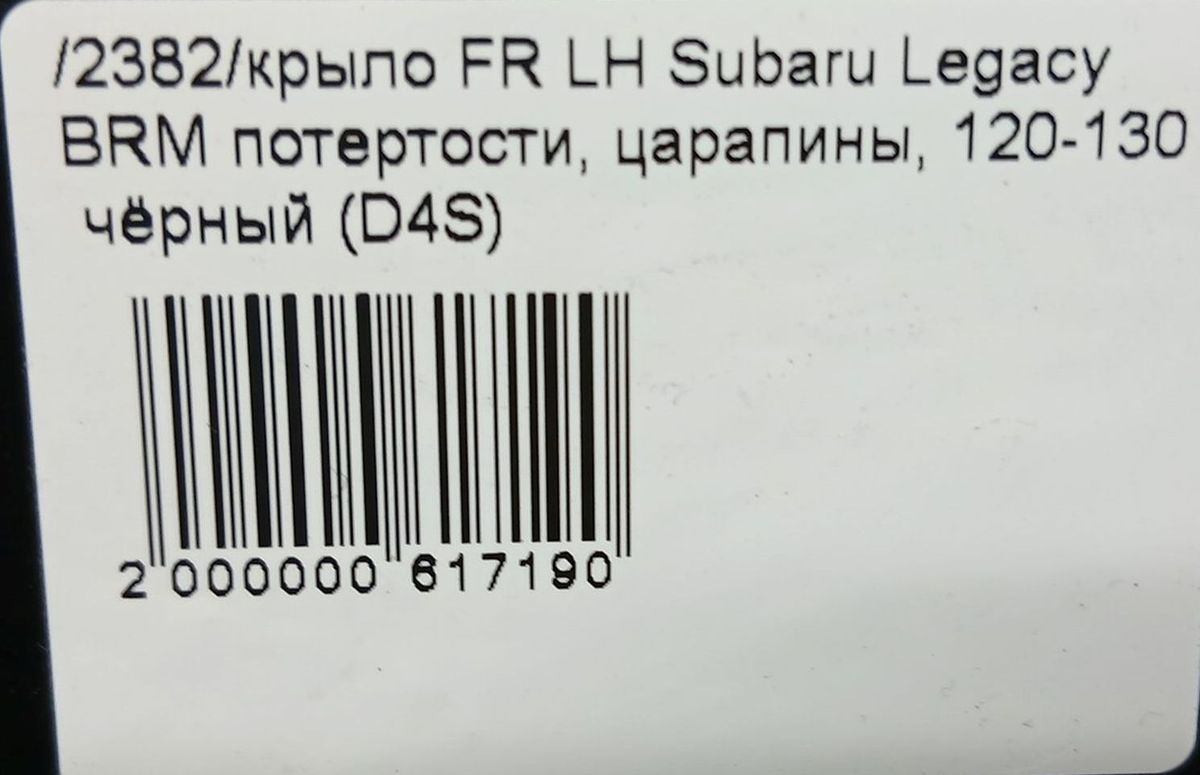 /2382/крыло FR LH Subaru Legacy
BRM потертости, царапины, 120-130
чёрный (D4S)
2 000000 617190